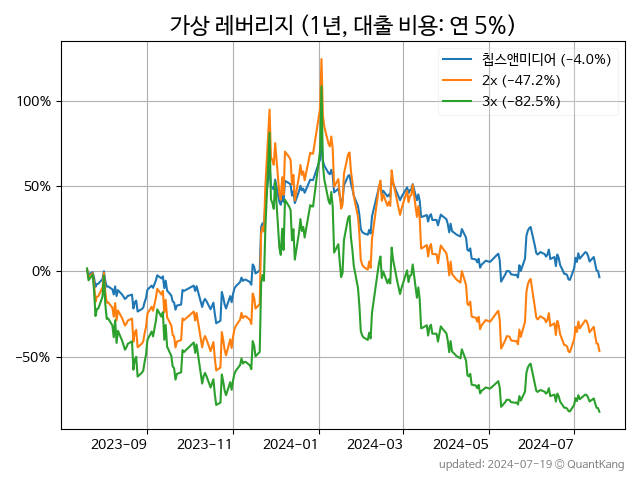 가상 레버리지 (1년, 대출 비용: 연 5%)
칩스앤미디어 (−4.0%)
2x (−47.2%)
3x (−82.5%)
100%
50%
0%
−50%
2023-09 2023-11 2024-01 2024-03 2024-05 2024-07
updated: 2024-07-19 @ QuantKang